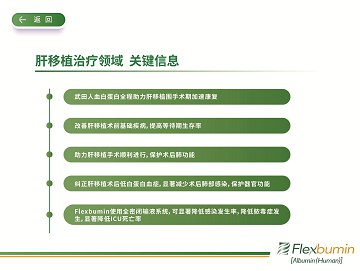 返 回
肝移植治疗领域 关键信息
武田人血白蛋白全程助力肝移植围手术期加速康复
改善肝移植术前基础疾病,提高等待期生存率
助力肝移植手术顺利进行,保护术后肺功能
纠正肝移植术后低白蛋白血症,显著减少术后肺部感染,保护器官功能
Flexbumin使用全密闭输液系统,可显著降低感染发生率,降低脓毒症发
生,显著降低ICU死亡率
Flexbumin
[Albumin(Human)]